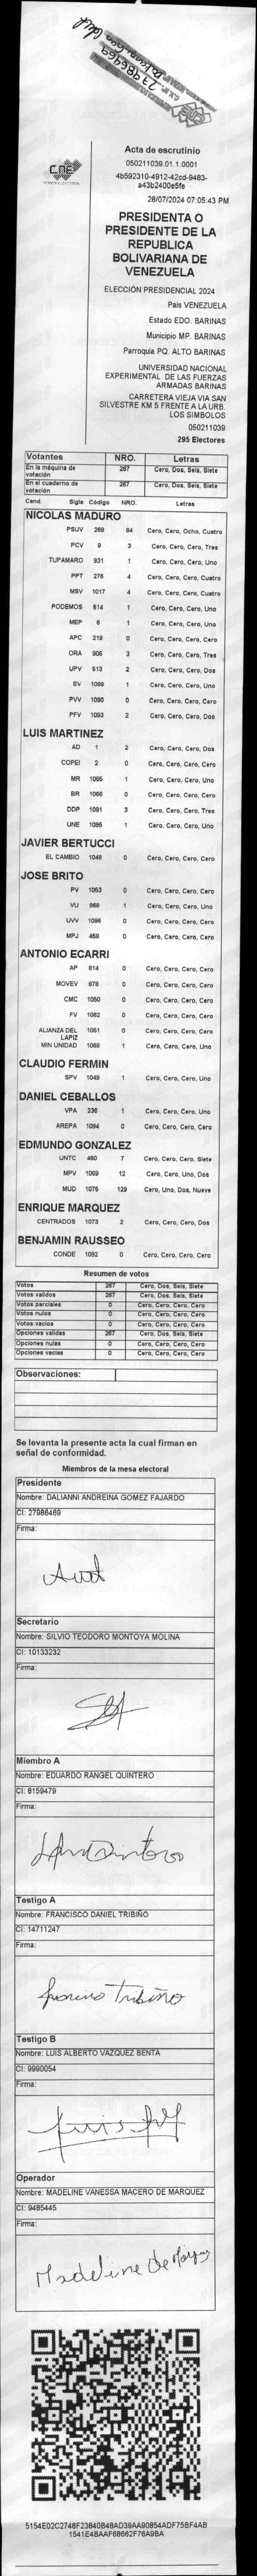 27986469
CNE
Acta de escrutinio
050211039.01.1.0001
4b592310-4912-42cd-9483-
a43b2400e5fe
28/07/2024 07:05:43 PM
PRESIDENTA O
PRESIDENTE DE LA
REPUBLICA
BOLIVARIANA DE
VENEZUELA
ELECCIÓN PRESIDENCIAL 2024
Pais VENEZUELA
Estado EDO. BARINAS
Municipio MP. BARINAS
Parroquia PQ. ALTO BARINAS
UNIVERSIDAD NACIONAL
EXPERIMENTAL DE LAS FUERZAS
ARMADAS BARINAS
CARRETERA VIEJA VIA SAN
SILVESTRE KM 5 FRENTE A LA URB.
LOS SIMBOLOS
050211039
295 Electores
Votantes NRO. Letras
En la máquina de votación 267 Cero, Dos, Seis, Siete
En el cuaderno de votación 267 Cero, Dos, Seis, Siete
Cand. Sigla Código NRO. Letras
NICOLAS MADURO
PSUV 269 84 Cero, Cero, Ocho, Cuatro
PCV 9 3 Cero, Cero, Cero, Tres
TUPAMARO 931 1 Cero, Cero, Cero, Uno
PPT 276 4 Cero, Cero, Cero, Cuatro
MSV 1017 4 Cero, Cero, Cero, Cuatro
PODEMOS 514 1 Cero, Cero, Cero, Uno
MEP 6 1 Cero, Cero, Cero, Uno
APC 219 0 Cero, Cero, Cero, Cero
ORA 906 3 Cero, Cero, Cero, Tres
UPV 513 2 Cero, Cero, Cero, Dos
EV 1089 1 Cero, Cero, Cero, Uno
PVV 1090 0 Cero, Cero, Cero, Cero
PFV 1093 2 Cero, Cero, Cero, Dos
LUIS MARTINEZ
AD 1 2 Cero, Cero, Cero, Dos
COPEI 2 0 Cero, Cero, Cero, Cero
MR 1065 1 Cero, Cero, Cero, Uno
BR 1066 0 Cero, Cero, Cero, Cero
DDP 1091 3 Cero, Cero, Cero, Tres
UNE 1095 1 Cero, Cero, Cero, Uno
JAVIER BERTUCCI
EL CAMBIO 1048 0 Cero, Cero, Cero, Cero
JOSE BRITO
PV 1053 0 Cero, Cero, Cero, Cero
VU 868 1 Cero, Cero, Cero, Uno
UVV 1096 0 Cero, Cero, Cero, Cero
MPJ 458 0 Cero, Cero, Cero, Cero
ANTONIO ECARRI
AP 814 0 Cero, Cero, Cero, Cero
MOVEV 878 0 Cero, Cero, Cero, Cero
CMC 1050 0 Cero, Cero, Cero, Cero
FV 1062 0 Cero, Cero, Cero, Cero
ALIANZA DEL LAPIZ 1051 0 Cero, Cero, Cero, Cero
MIN UNIDAD 1068 1 Cero, Cero, Cero, Uno
CLAUDIO FERMIN
SPV 1049 1 Cero, Cero, Cero, Uno
DANIEL CEBALLOS
VPA 236 1 Cero, Cero, Cero, Uno
AREPA 1094 0 Cero, Cero, Cero, Cero
EDMUNDO GONZALEZ
UNTC 460 7 Cero, Cero, Cero, Siete
MPV 1069 12 Cero, Cero, Uno, Dos
MUD 1075 129 Cero, Uno, Dos, Nueve
ENRIQUE MARQUEZ
CENTRADOS 1073 2 Cero, Cero, Cero, Dos
BENJAMIN RAUSSEO
CONDE 1092 0 Cero, Cero, Cero, Cero
Resumen de votos
Votos 267 Cero, Dos, Seis, Siete
Votos validos 267 Cero, Dos, Seis, Siete
Votos parciales 0 Cero, Cero, Cero, Cero
Votos nulos 0 Cero, Cero, Cero, Cero
Votos vacios 0 Cero, Cero, Cero, Cero
Opciones validas 267 Cero, Dos, Seis, Siete
Opciones nulas 0 Cero, Cero, Cero, Cero
Opciones vacias 0 Cero, Cero, Cero, Cero
Observaciones:
Se levanta la presente acta la cual firman en
señal de conformidad.
Miembros de la mesa electoral
Presidente
Nombre: DALIANNI ANDREINA GOMEZ FAJARDO
CI: 27986469
Firma:
Secretario
Nombre: SILVIO TEODORO MONTOYA MOLINA
CI: 10133232
Firma:
Miembro A
Nombre: EDUARDO RANGEL QUINTERO
CI: 8159479
Firma:
Testigo A
Nombre: FRANCISCO DANIEL TRIBIÑO
CI: 14711247
Firma:
Tribiño
Testigo B
Nombre: LUIS ALBERTO VAZQUEZ BENTA
CI: 9990054
Firma:
Operador
Nombre: MADELINE VANESSA MACERO DE MARQUEZ
CI: 9485445
Firma:
Madeline de Marquez
5154E02C2748F23840B48AD39AA90854ADF75BF4AB
1541E4BAAF68662F76A9BA